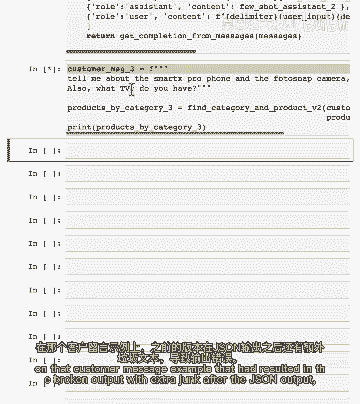 {'role': 'assistant', 'content': few_shot_assistant_2 },
{'role': 'user', 'content': f"{delimiter}{user_input}{de
]
return get_completion_from_messages(messages)
In [*]: customer_msg_3 = f"""
tell me about the smartx pro phone and the fotosnap camera,
Also, what TVs do you have?"""
products_by_category_3 = find_category_and_product_v2(cust
produ
print(products_by_category_3)
In [ ]:
In [ ]:
In [ ]:
In [ ]:
In [ ]:
In [ ]:
In [ ]:
In [ ]:
In [ ]:
In [ ]:
In [ ]:
在那个客户留言示例上，之前的版本在JSON输出之后还有额外
垃圾文本，导致输出错误。
on that customer message example that had resulted in th
e broken output with extra junk after the JSON output,